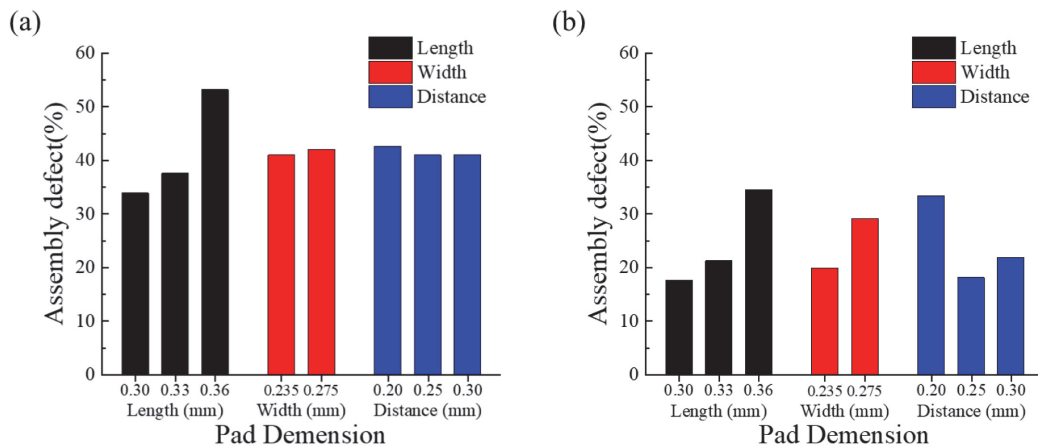 (a)
60
50
40
30
20
10
0
Assembly defect(%)
Length
Width
Distance
0.30 0.33 0.36 0.235 0.275 0.20 0.25 0.30
Length (mm) Width (mm) Distance (mm)
Pad Demension
(b)
60
50
40
30
20
10
0
Assembly defect(%)
Length
Width
Distance
0.30 0.33 0.36 0.235 0.275 0.20 0.25 0.30
Length (mm) Width (mm) Distance (mm)
Pad Demension